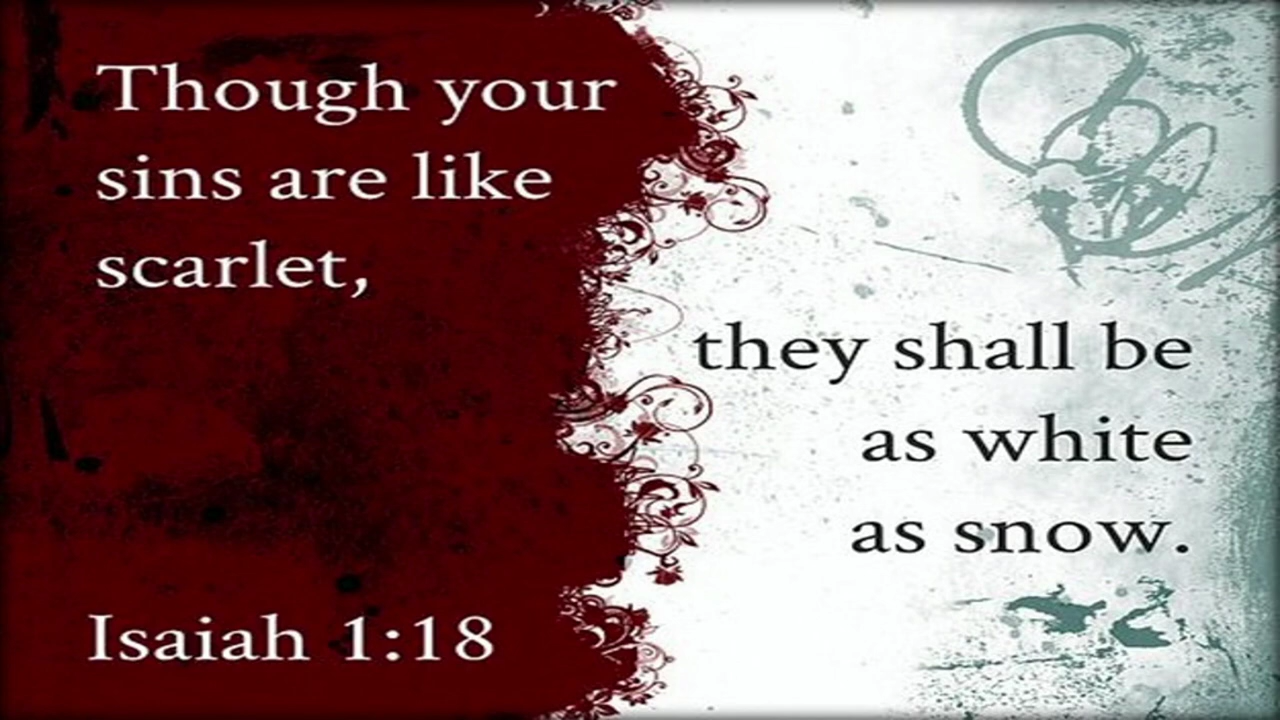 Though your
sins are like
scarlet,
they shall be
as white
as snow.
Isaiah 1:18